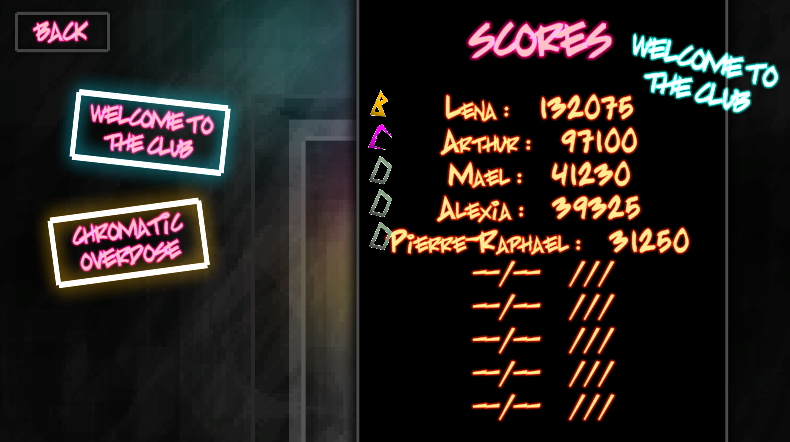 BACK
WELCOME TO
THE CLUB
CHROMATIC
OVERDOSE
SCORES
WELCOME TO
THE CLUB
B LENA : 132075
C ARTHUR : 97100
D MAEL : 41230
D ALEXIA : 39325
D PIERRE-RAPHAEL : 31250
--/-- ///
--/-- ///
--/-- ///
--/-- ///
--/-- ///